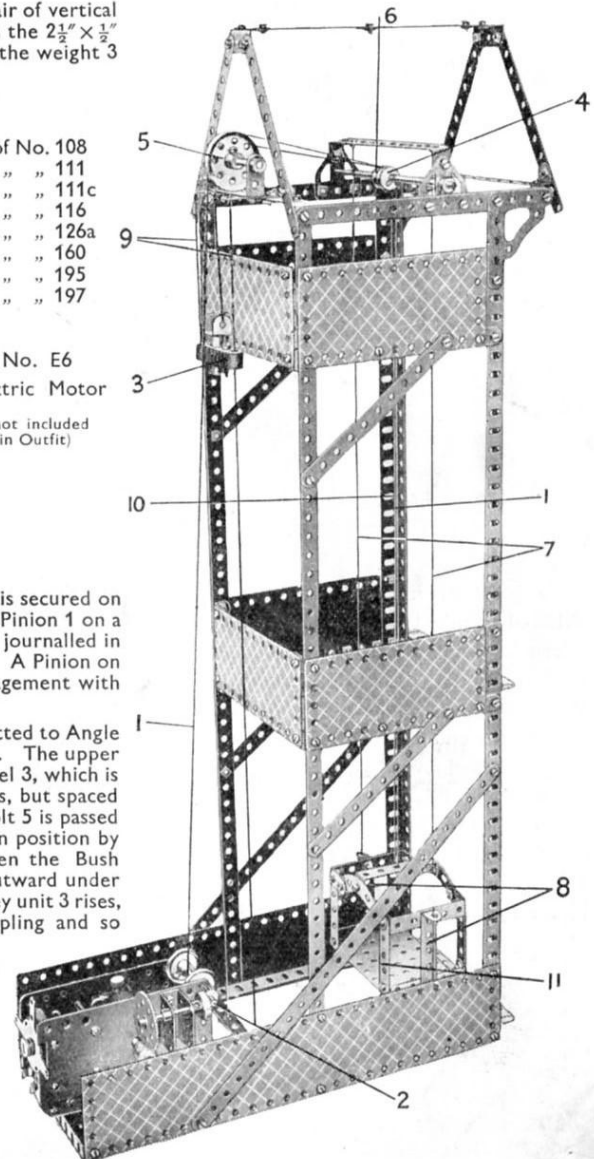 air of vertical
the 2½″ × ½″
the weight 3
of No. 108
„ „ 111
„ „ 111c
„ „ 116
„ „ 126a
„ „ 160
„ „ 195
„ „ 197
No. E6
tric Motor
not included
in Outfit)
is secured on
Pinion 1 on a
journalled in
A Pinion on
gement with
tted to Angle
. The upper
el 3, which is
s, but spaced
olt 5 is passed
n position by
en the Bush
utward under
ey unit 3 rises,
pling and so
6
4
5
9
3
10
1
7
1
8
11
2